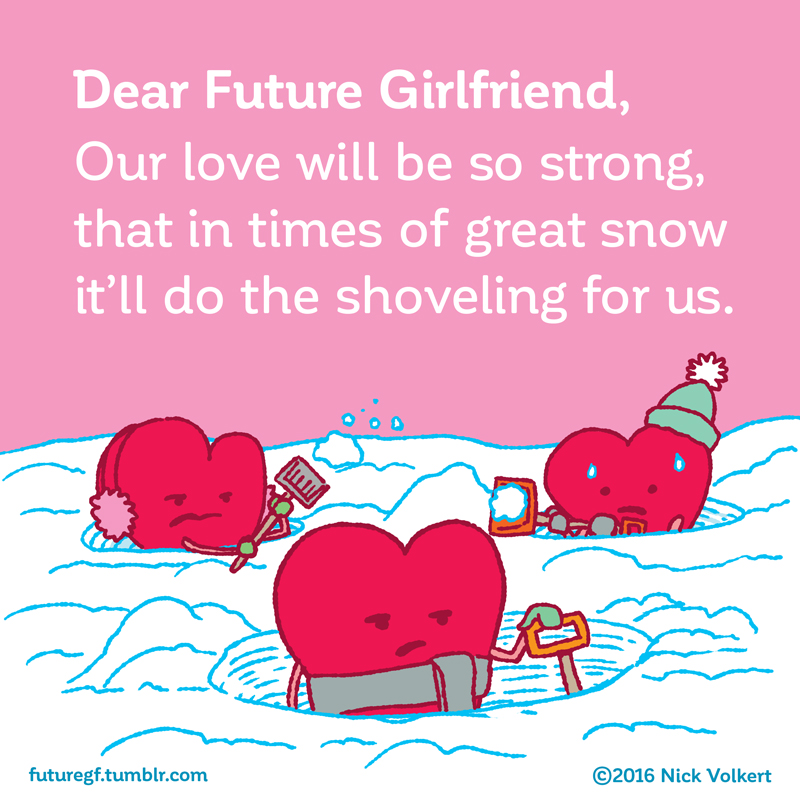 Dear Future Girlfriend,
Our love will be so strong,
that in times of great snow
it’ll do the shoveling for us.
futuregf.tumblr.com
©2016 Nick Volkert